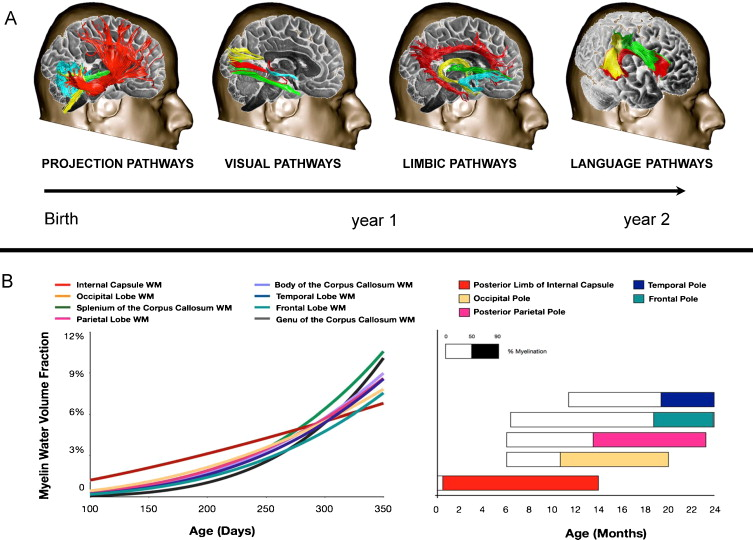 A
PROJECTION PATHWAYS
VISUAL PATHWAYS
LIMBIC PATHWAYS
LANGUAGE PATHWAYS
Birth
year 1
year 2
B
Internal Capsule WM
Occipital Lobe WM
Splenium of the Corpus Callosum WM
Parietal Lobe WM
Body of the Corpus Callosum WM
Temporal Lobe WM
Frontal Lobe WM
Genu of the Corpus Callosum WM
Myelin Water Volume Fraction
12%
9%
6%
3%
0
100 150 200 250 300 350
Age (Days)
Posterior Limb of Internal Capsule
Occipital Pole
Posterior Parietal Pole
Temporal Pole
Frontal Pole
0 50 90
% Myelination
0 2 4 6 8 10 12 14 16 18 20 22 24
Age (Months)